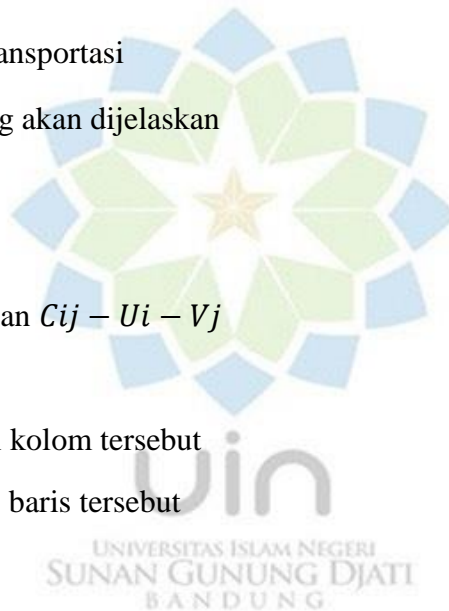 ansportasi
g akan dijelaskan
an Cij − Ui − Vj
kolom tersebut
baris tersebut
uin
UNIVERSITAS ISLAM NEGERI
SUNAN GUNUNG DJATI
BANDUNG